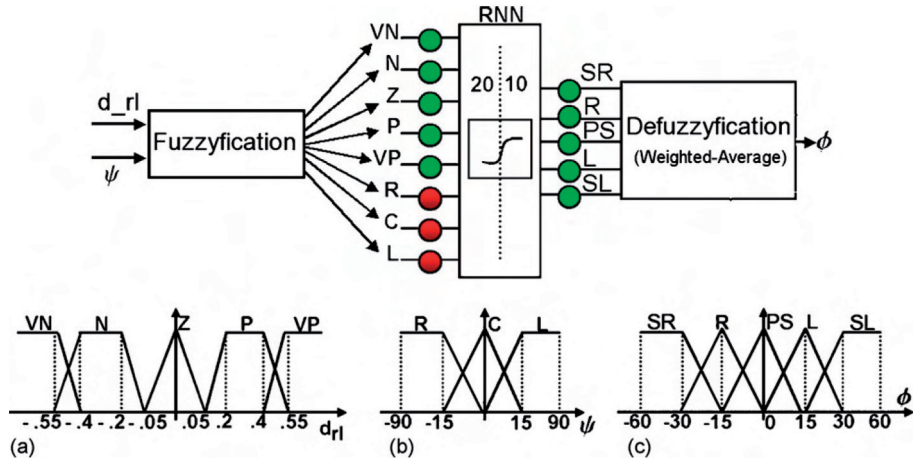 RNN
VN
N
Z
P
VP
R
C
L
d_rl
ψ
Fuzzyfication
20 10
SR
R
PS
L
SL
Defuzzyfication
(Weighted-Average)
ϕ
VN N Z P VP
-.55 -.4 -.2 -.05 .05 .2 .4 .55
d_rl
(a)
R C L
-90 -15 15 90 ψ
(b)
SR R PS L SL
ϕ
-60 -30 -15 0 15 30 60
(c)